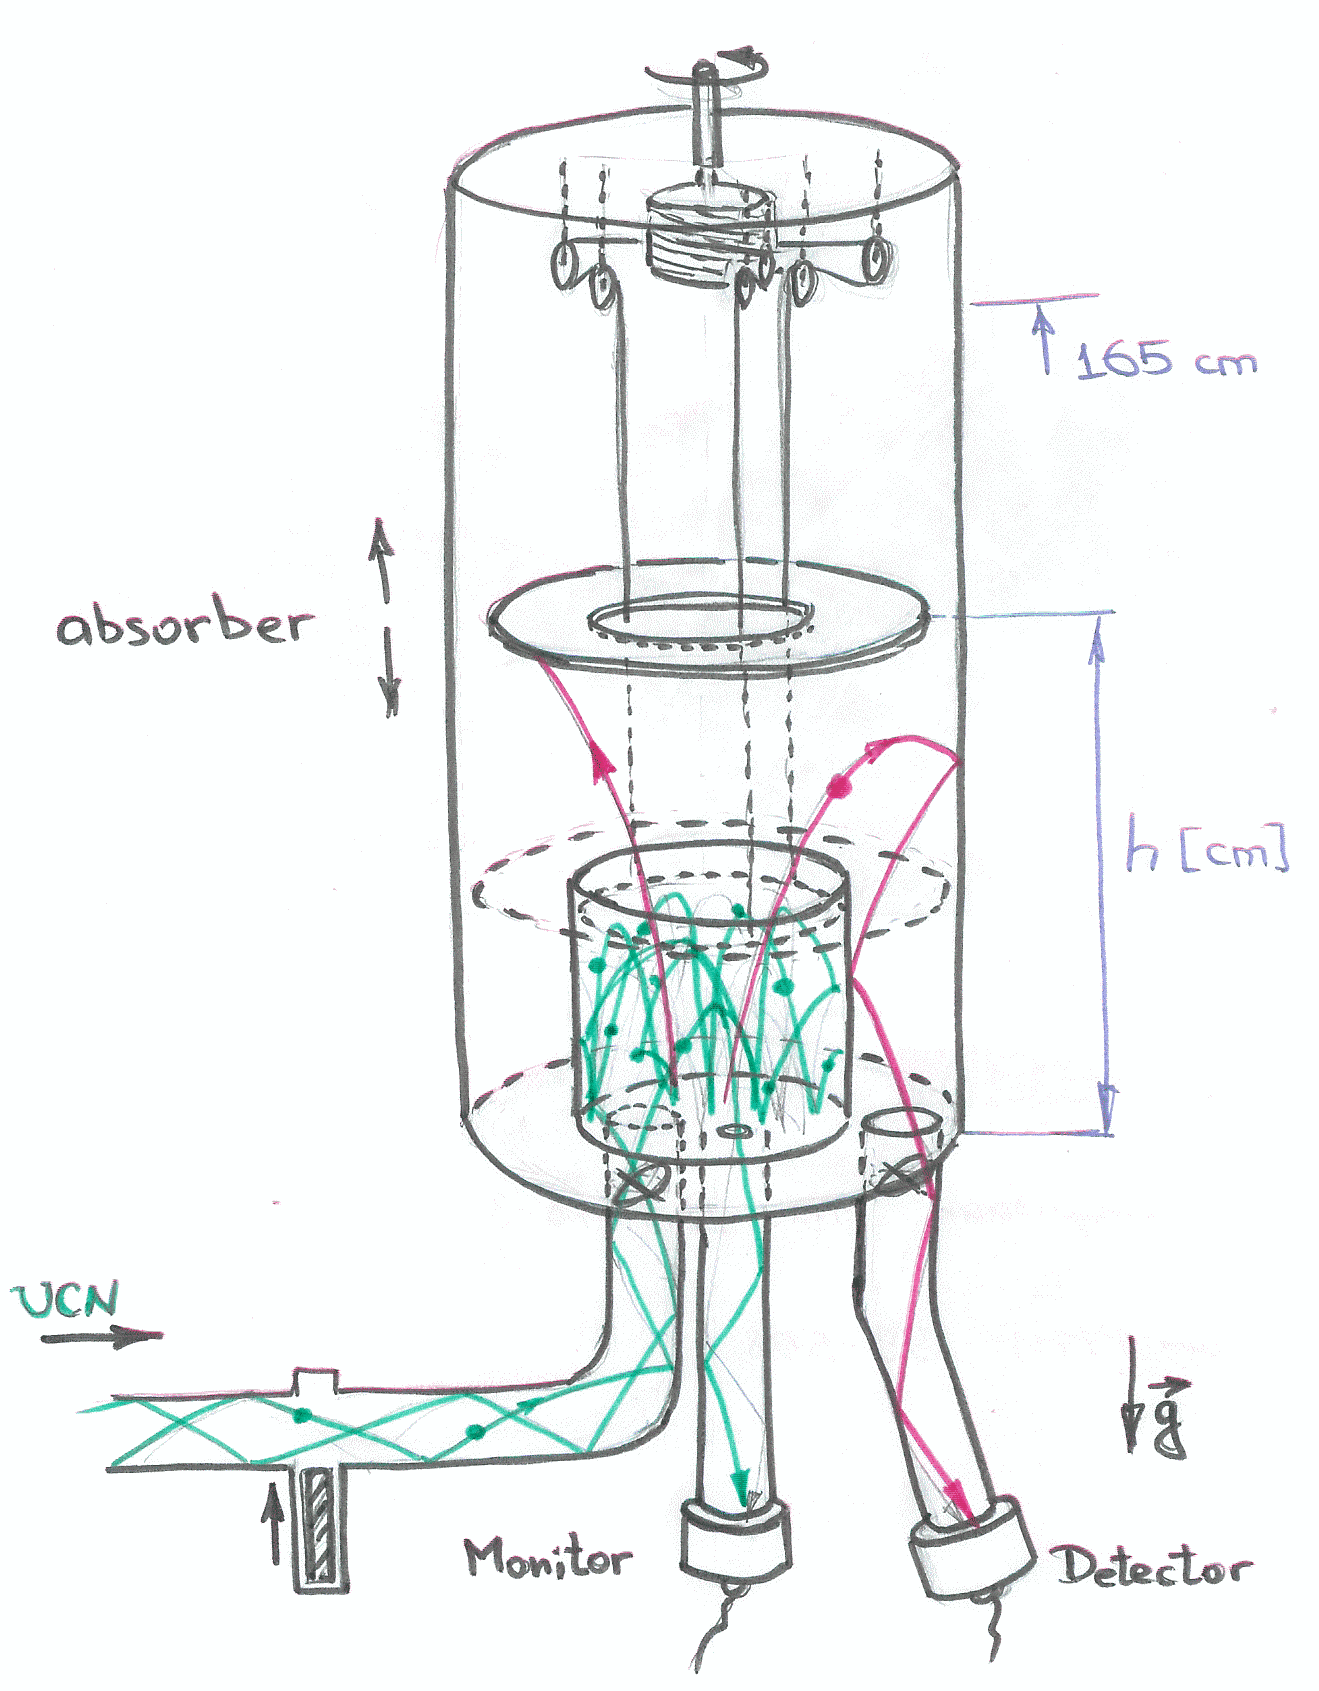 165 cm
absorber
h [cm]
UCN
g
Monitor
Detector